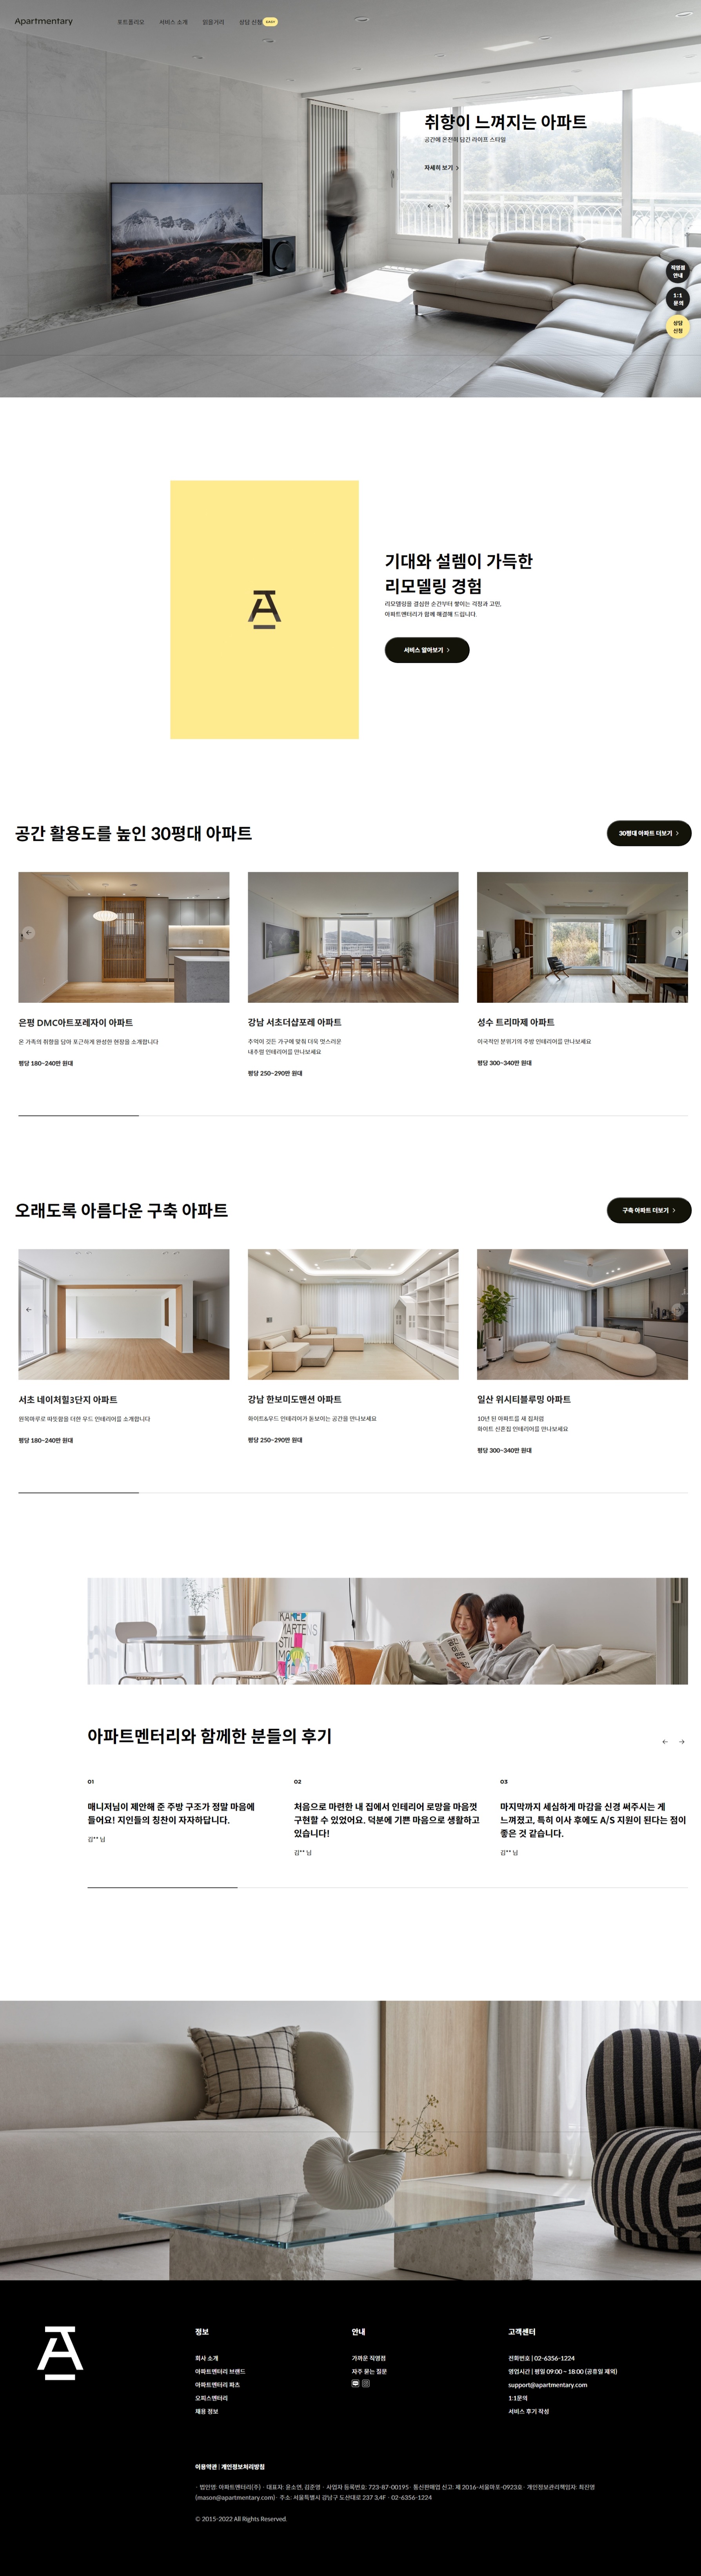 Apartmentary
포트폴리오 서비스 소개 읽을거리 상담 신청 EASY
취향이 느껴지는 아파트
공간에 온전히 담긴 라이프 스타일
자세히 보기
직영점
안내
1:1
문의
상담
신청
기대와 설렘이 가득한
리모델링 경험
리모델링을 결심한 순간부터 쌓이는 걱정과 고민,
아파트멘터리가 함께 해결해 드립니다.
서비스 알아보기
공간 활용도를 높인 30평대 아파트
30평대 아파트 더보기
은평 DMC아트포레자이 아파트
온 가족의 취향을 담아 포근하게 완성한 현장을 소개합니다
평당 180~240만 원대
강남 서초더샵포레 아파트
추억이 깃든 가구에 맞춰 더욱 멋스러운
내추럴 인테리어를 만나보세요
평당 250~290만 원대
성수 트리마제 아파트
이국적인 분위기의 주방 인테리어를 만나보세요
평당 300~340만 원대
오래도록 아름다운 구축 아파트
구축 아파트 더보기
서초 네이처힐3단지 아파트
원목마루로 따뜻함을 더한 우드 인테리어를 소개합니다
평당 180~240만 원대
강남 한보미도맨션 아파트
화이트&우드 인테리어가 돋보이는 공간을 만나보세요
평당 250~290만 원대
일산 위시티블루밍 아파트
10년 된 아파트를 새 집처럼
화이트 신혼집 인테리어를 만나보세요
평당 300~340만 원대
아파트멘터리와 함께한 분들의 후기
01
매니저님이 제안해 준 주방 구조가 정말 마음에
들어요! 지인들의 칭찬이 자자하답니다.
김** 님
02
처음으로 마련한 내 집에서 인테리어 로망을 마음껏
구현할 수 있었어요. 덕분에 기쁜 마음으로 생활하고
있습니다!
김** 님
03
마지막까지 세심하게 마감을 신경 써주시는 게
느껴졌고, 특히 이사 후에도 A/S 지원이 된다는 점이
좋은 것 같습니다.
김** 님
정보
회사 소개
아파트멘터리 브랜드
아파트멘터리 파츠
오피스멘터리
채용 정보
안내
가까운 직영점
자주 묻는 질문
고객센터
전화번호 | 02-6356-1224
영업시간 | 평일 09:00 ~ 18:00 (공휴일 제외)
support@apartmentary.com
1:1문의
서비스 후기 작성
이용약관 | 개인정보처리방침
· 법인명: 아파트멘터리(주) · 대표자: 윤소연, 김준영 · 사업자 등록번호: 723-87-00195 · 통신판매업 신고: 제 2016-서울마포-0923호 · 개인정보관리책임자: 최진영
(mason@apartmentary.com) · 주소: 서울특별시 강남구 도산대로 237 3,4F · 02-6356-1224
© 2015-2022 All Rights Reserved.